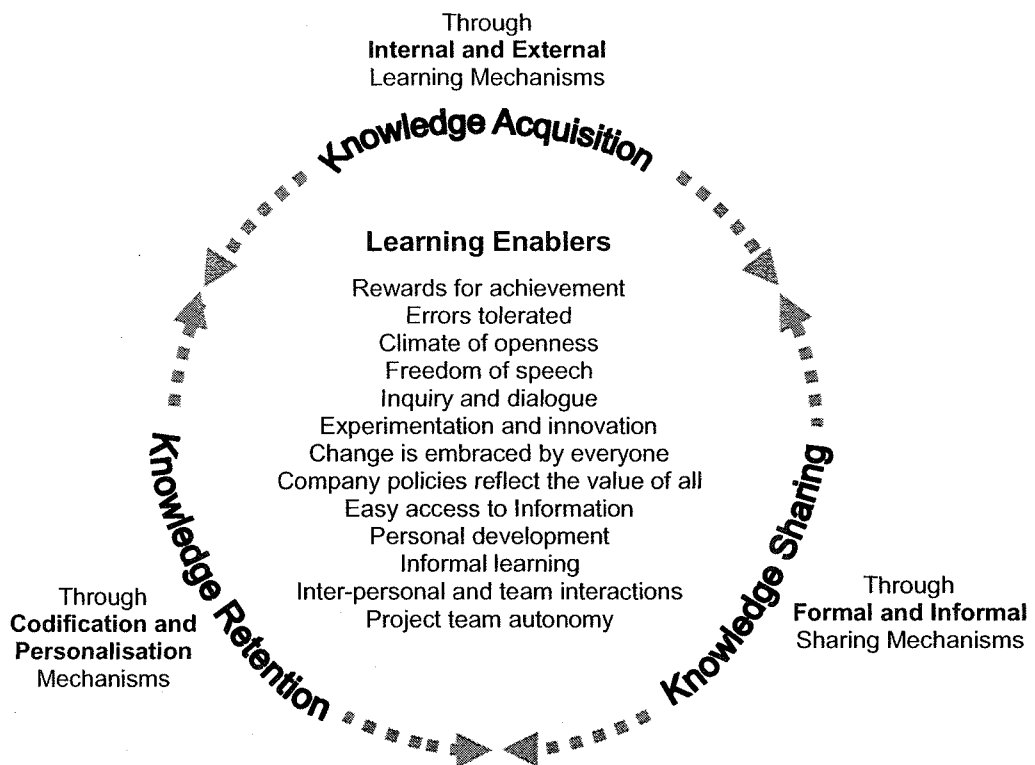 Through
Internal and External
Learning Mechanisms
Knowledge Acquisition
Learning Enablers
Rewards for achievement
Errors tolerated
Climate of openness
Freedom of speech
Inquiry and dialogue
Experimentation and innovation
Change is embraced by everyone
Company policies reflect the value of all
Easy access to Information
Personal development
Informal learning
Inter-personal and team interactions
Project team autonomy
Knowledge Retention
Through
Codification and
Personalisation
Mechanisms
Knowledge Sharing
Through
Formal and Informal
Sharing Mechanisms